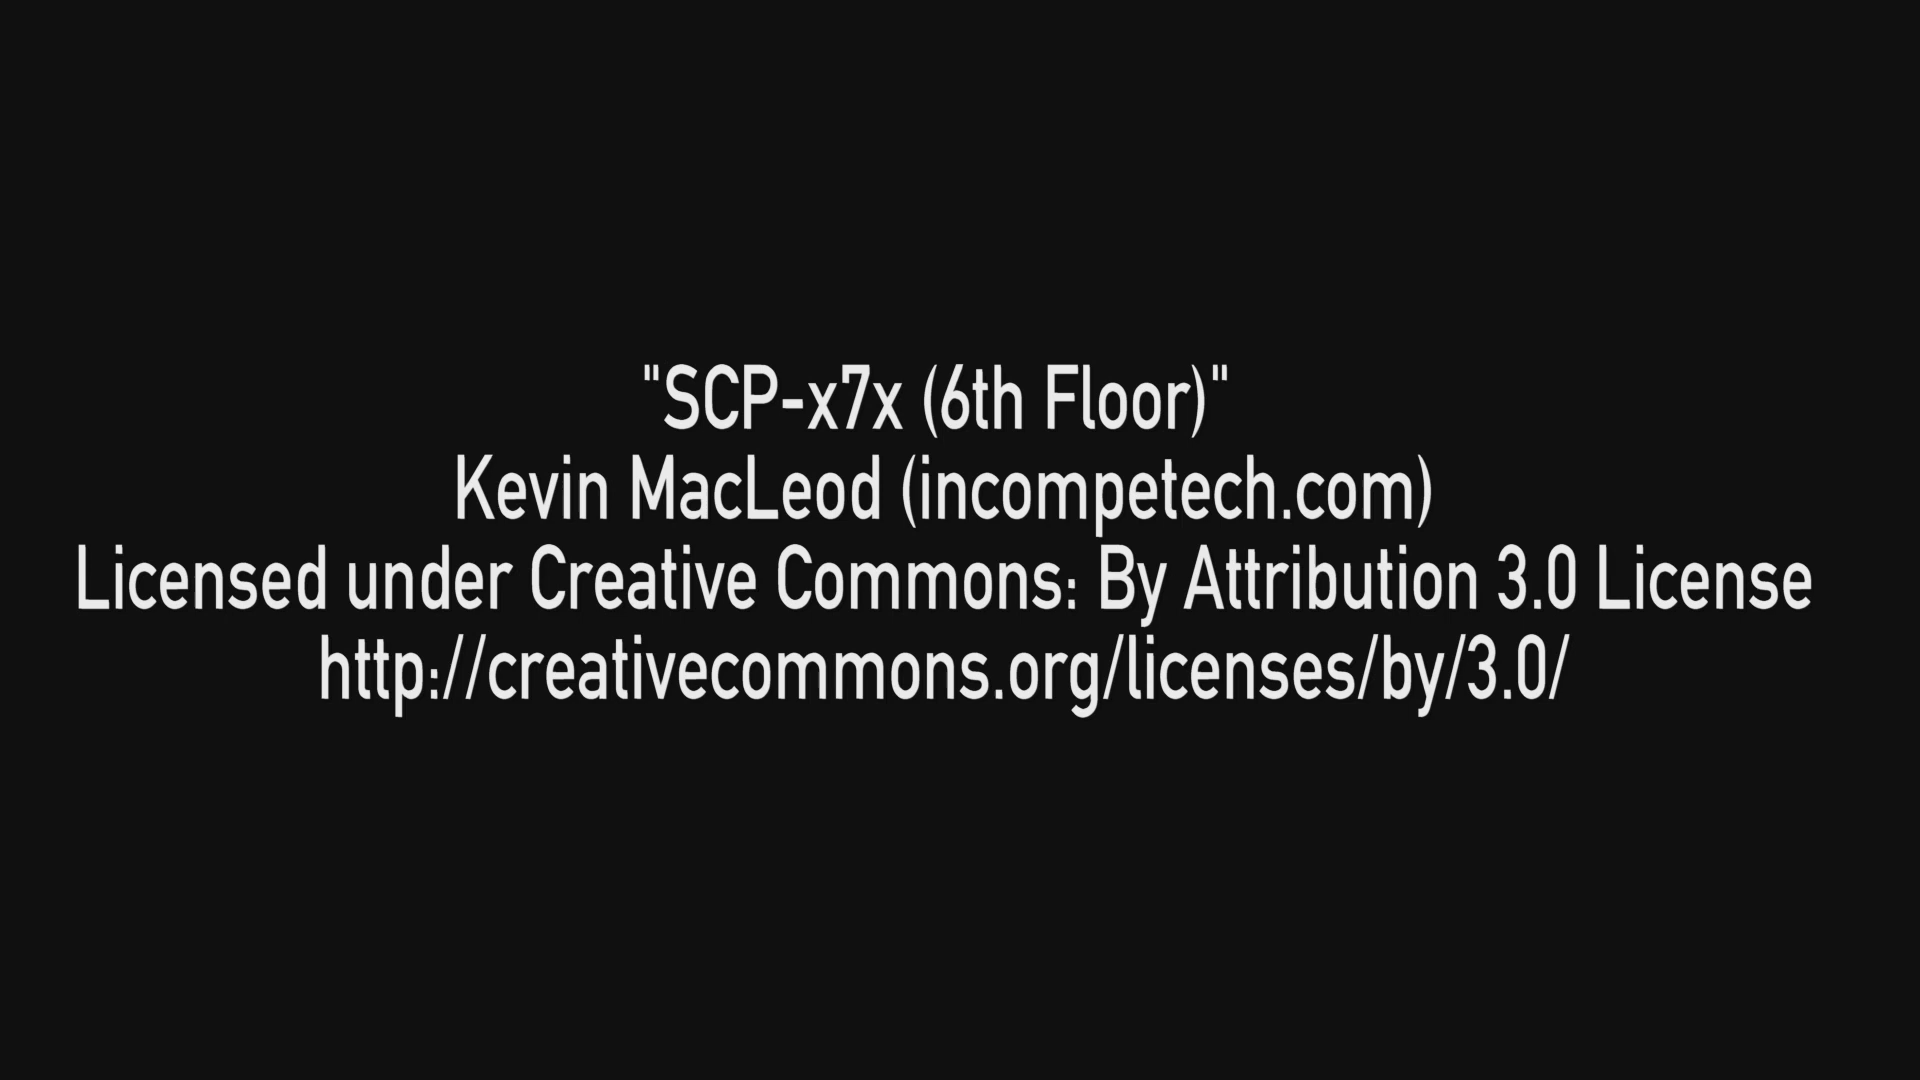 "SCP-x7x (6th Floor)"
Kevin MacLeod (incompetech.com)
Licensed under Creative Commons: By Attribution 3.0 License
http://creativecommons.org/licenses/by/3.0/